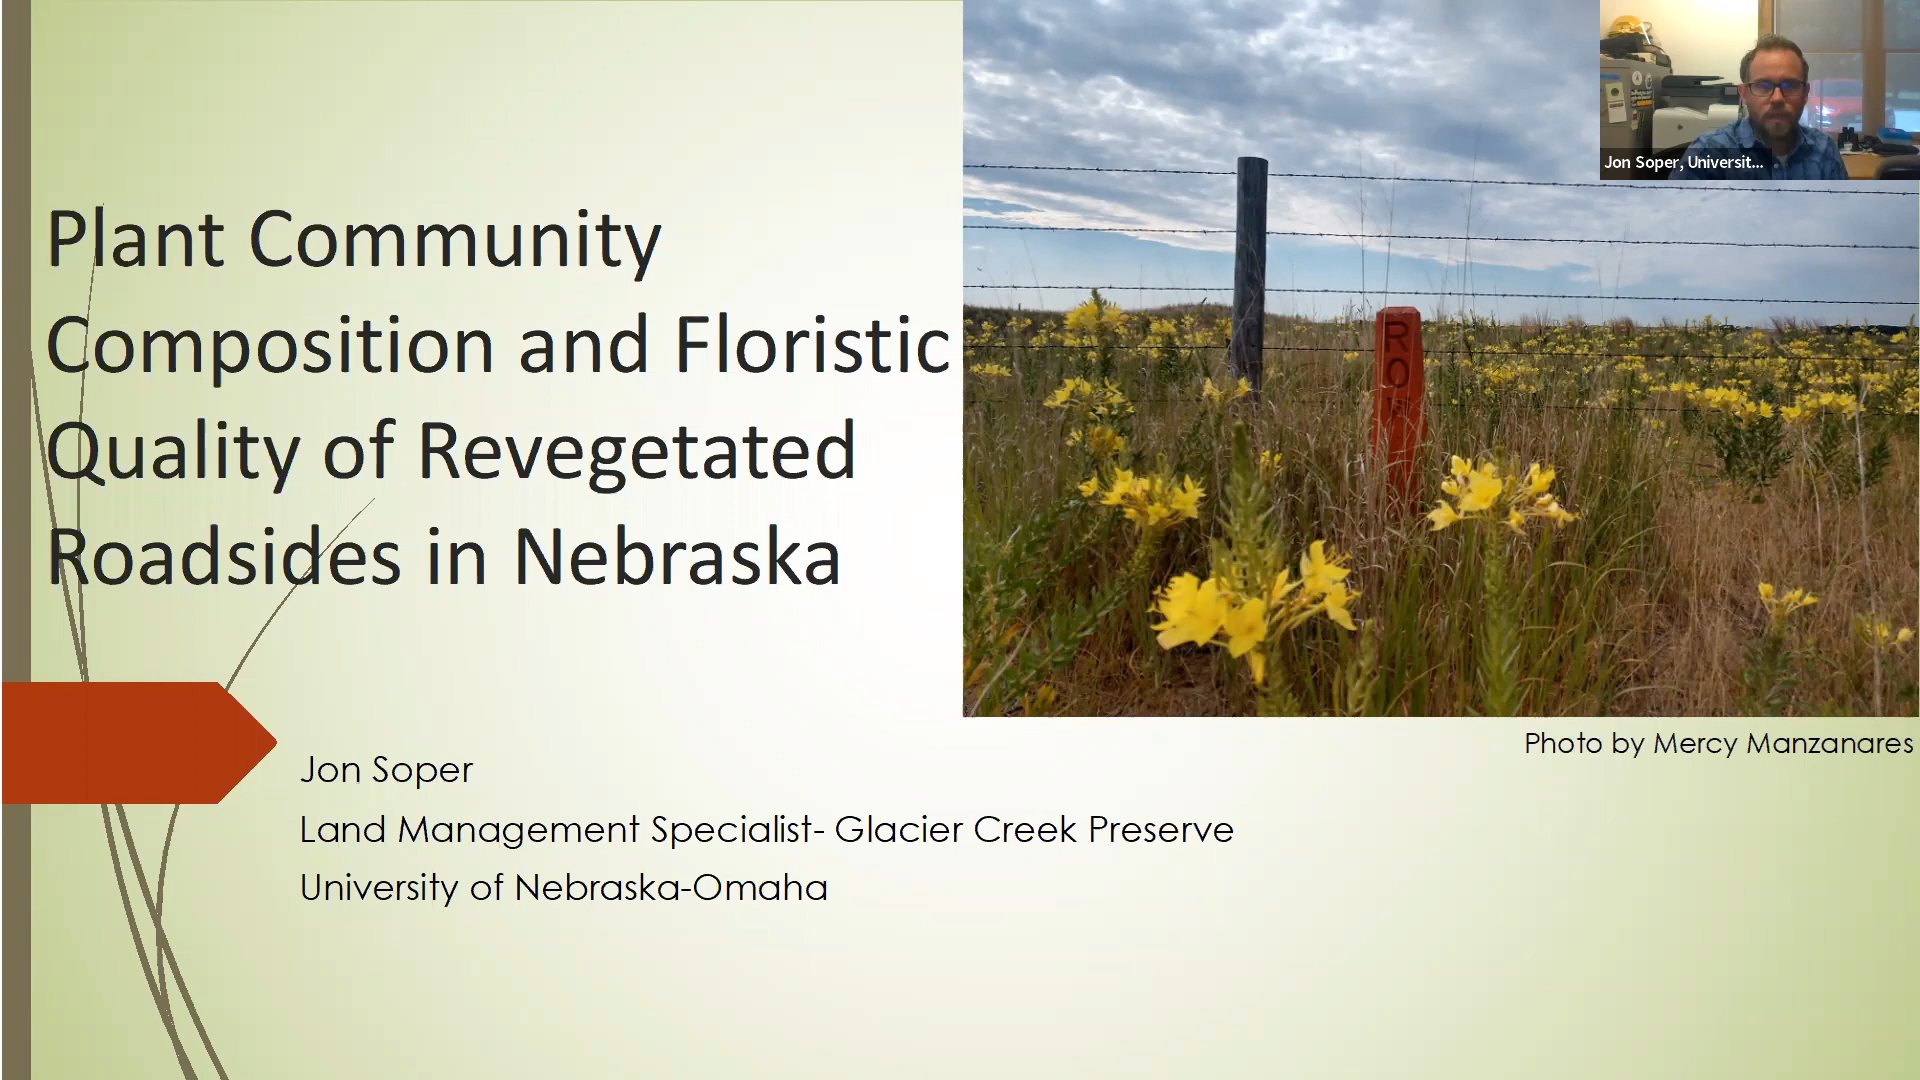 Plant Community
Composition and Floristic
Quality of Revegetated
Roadsides in Nebraska
Jon Soper, Universit...
RO
Photo by Mercy Manzanares
Jon Soper
Land Management Specialist- Glacier Creek Preserve
University of Nebraska-Omaha